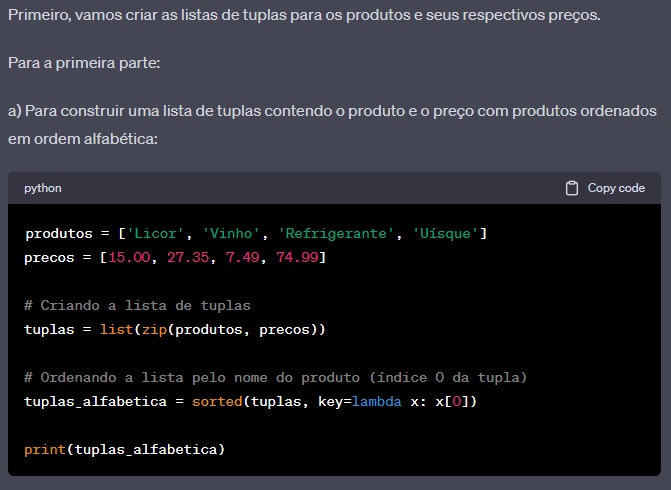 Primeiro, vamos criar as listas de tuplas para os produtos e seus respectivos preços.
Para a primeira parte:
a) Para construir uma lista de tuplas contendo o produto e o preço com produtos ordenados
em ordem alfabética:
python
Copy code
produtos = ['Licor', 'Vinho', 'Refrigerante', 'Uísque']
precos = [15.00, 27.35, 7.49, 74.99]
# Criando a lista de tuplas
tuplas = list(zip(produtos, precos))
# Ordenando a lista pelo nome do produto (índice 0 da tupla)
tuplas_alfabetica = sorted(tuplas, key=lambda x: x[0])
print(tuplas_alfabetica)